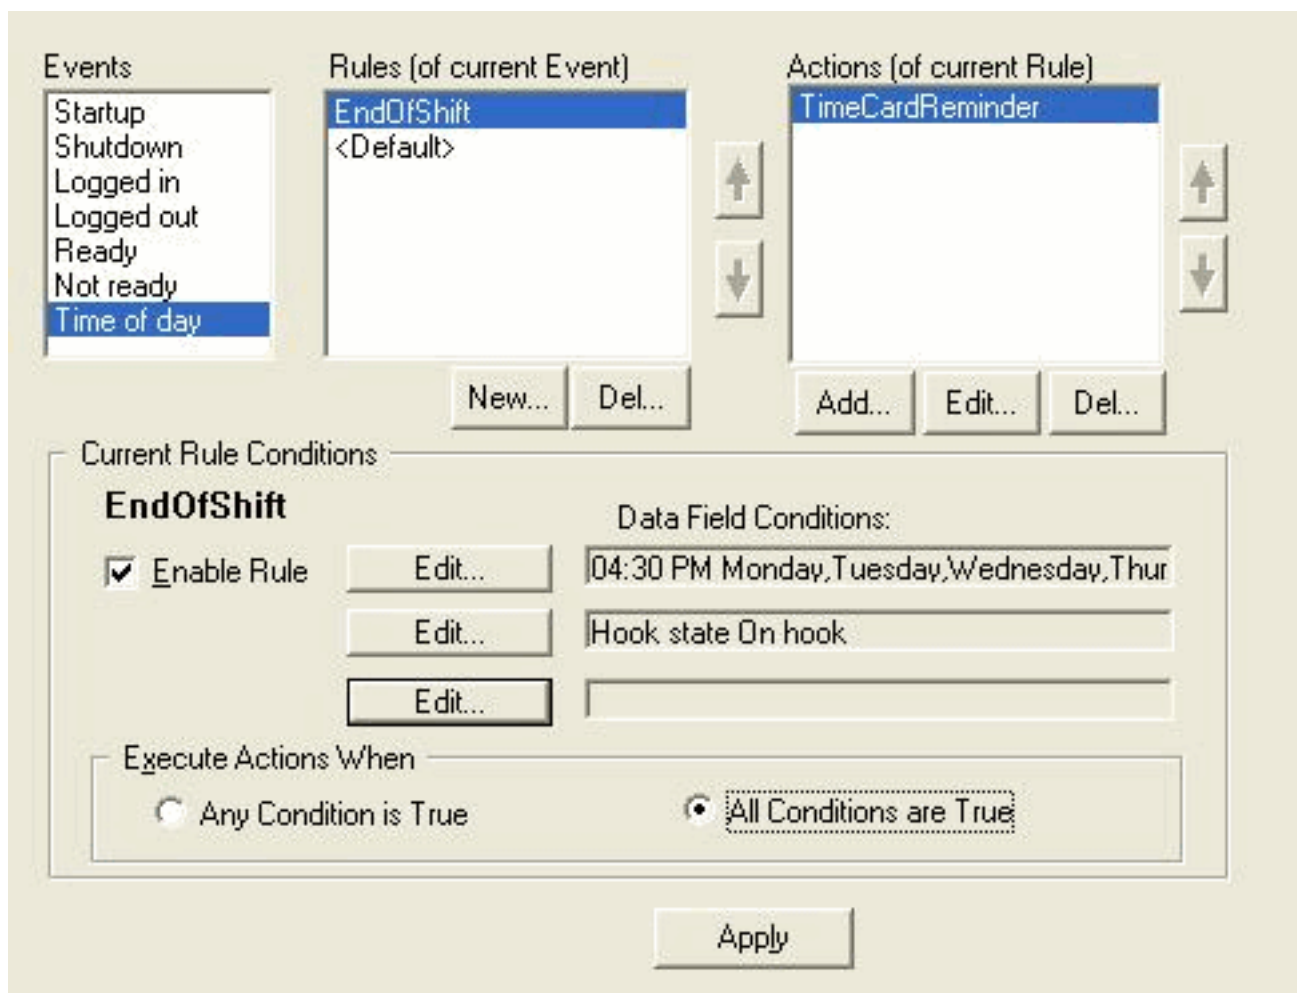 Events
Startup
Shutdown
Logged in
Logged out
Ready
Not ready
Time of day
Rules (of current Event)
EndOfShift
<Default>
New...
Del...
Actions (of current Rule)
TimeCardReminder
Add...
Edit...
Del...
Current Rule Conditions
EndOfShift
Data Field Conditions:
Enable Rule
Edit...
04:30 PM Monday,Tuesday,Wednesday,Thur
Edit...
Hook state On hook
Edit...
Execute Actions When
Any Condition is True
All Conditions are True
Apply